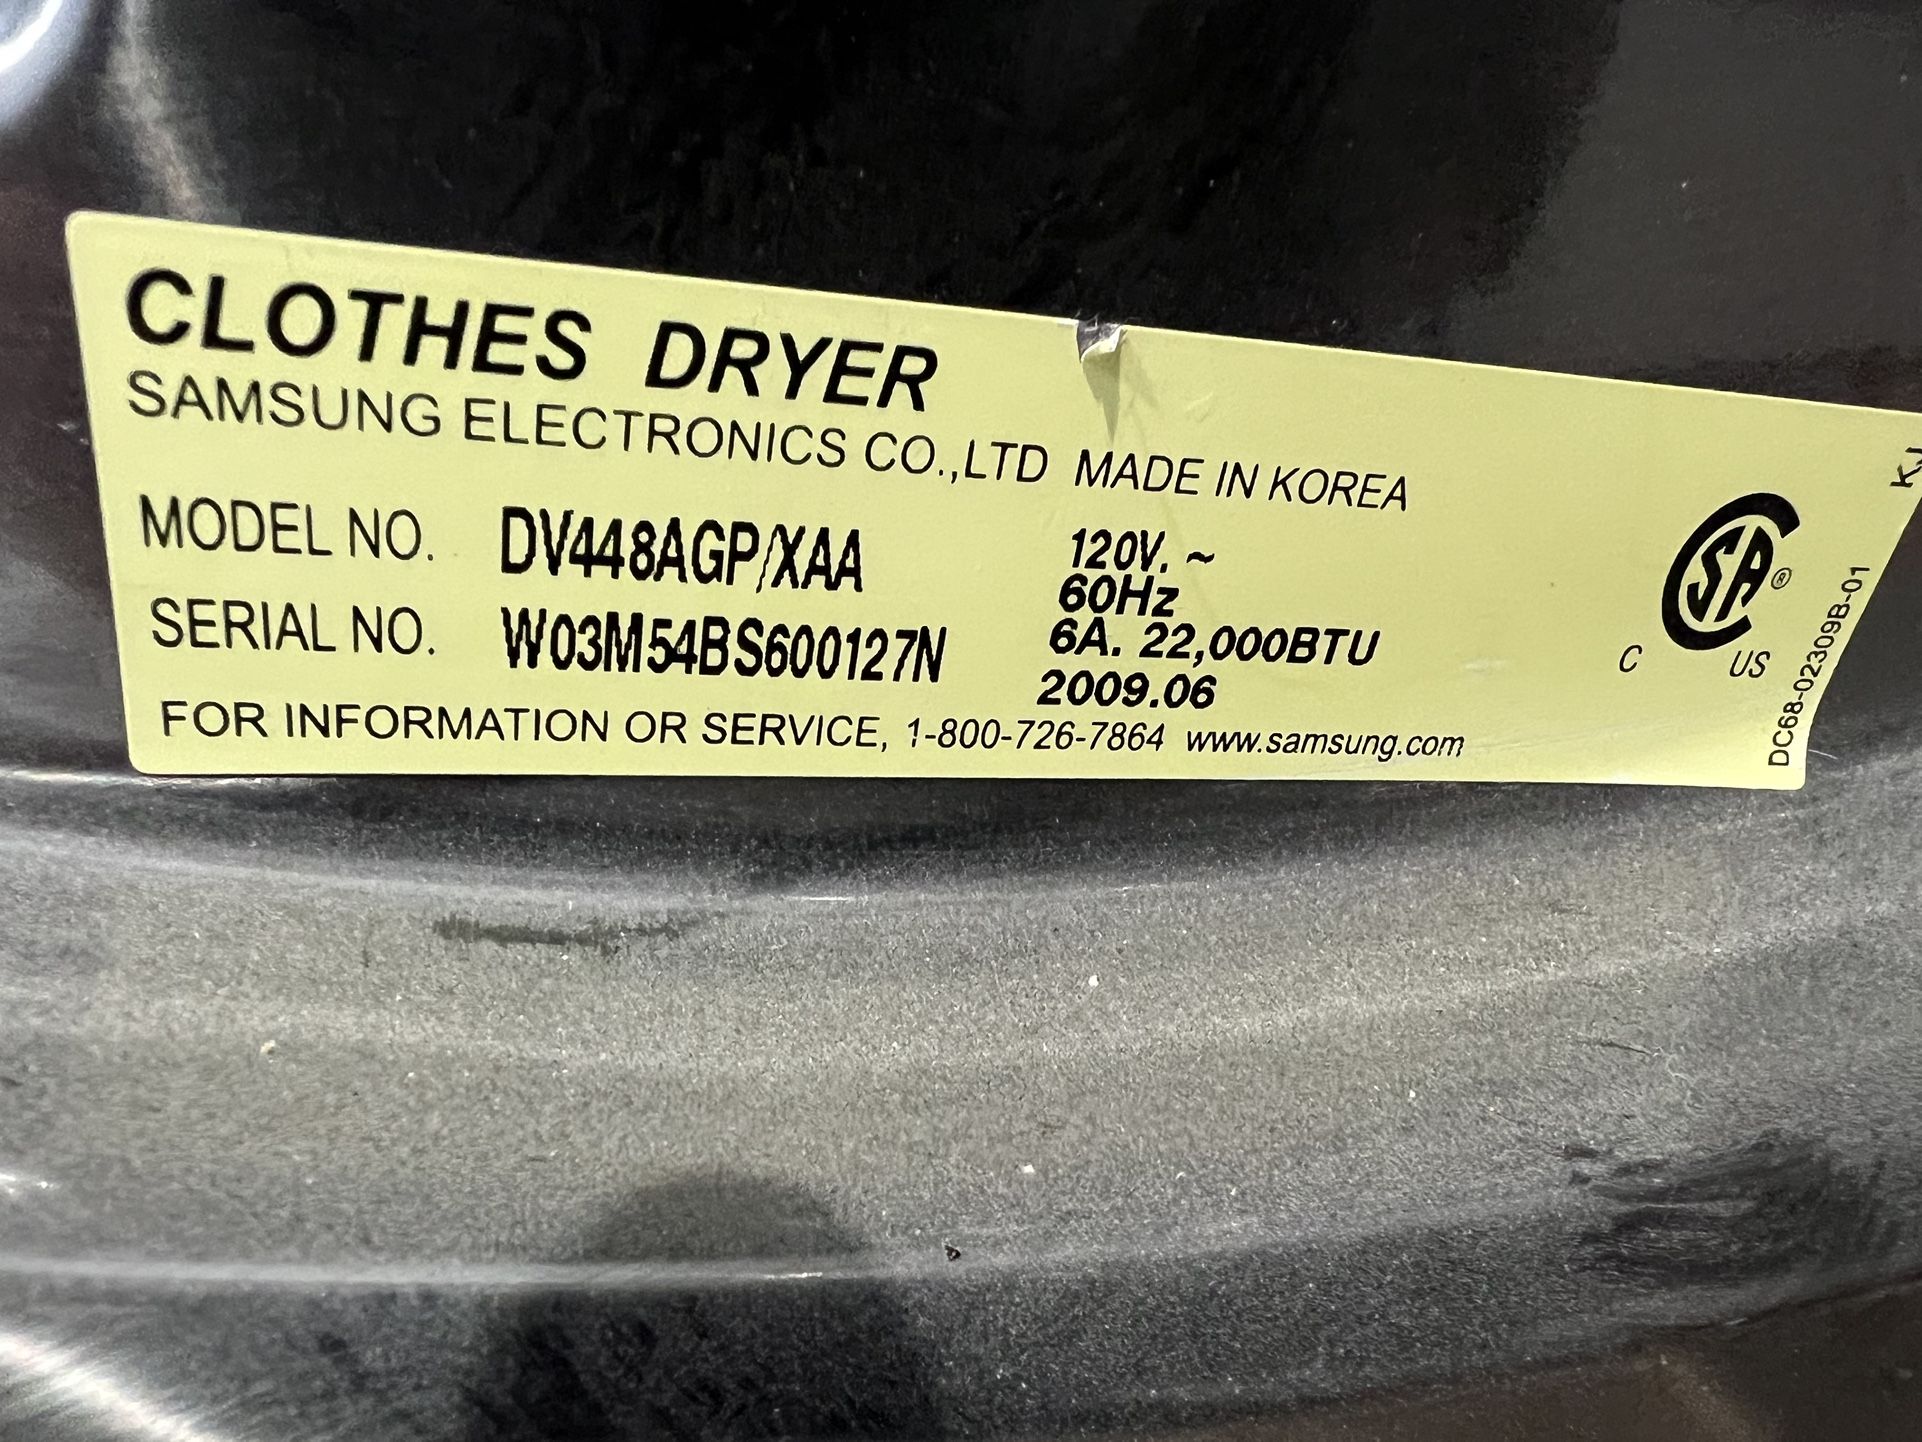 CLOTHES DRYER
SAMSUNG ELECTRONICS CO.,LTD MADE IN KOREA
MODEL NO. DV448AGP/XAA
SERIAL NO. W03M54BS600127N
120V. ~
60Hz
6A. 22,000BTU
2009.06
FOR INFORMATION OR SERVICE, 1-800-726-7864 www.samsung.com
SA ®
C US
DC68-02309B-01